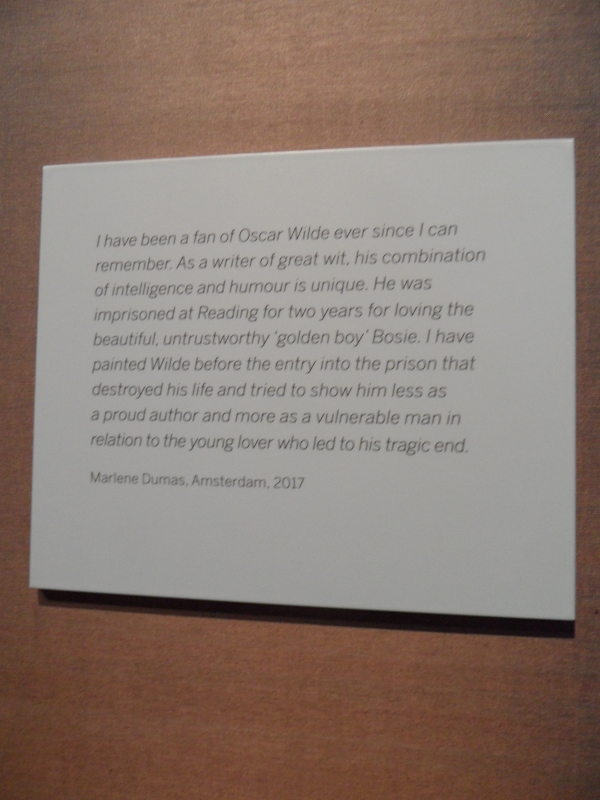 I have been a fan of Oscar Wilde ever since I can
remember. As a writer of great wit, his combination
of intelligence and humour is unique. He was
imprisoned at Reading for two years for loving the
beautiful, untrustworthy 'golden boy' Bosie. I have
painted Wilde before the entry into the prison that
destroyed his life and tried to show him less as
a proud author and more as a vulnerable man in
relation to the young lover who led to his tragic end.
Marlene Dumas, Amsterdam, 2017